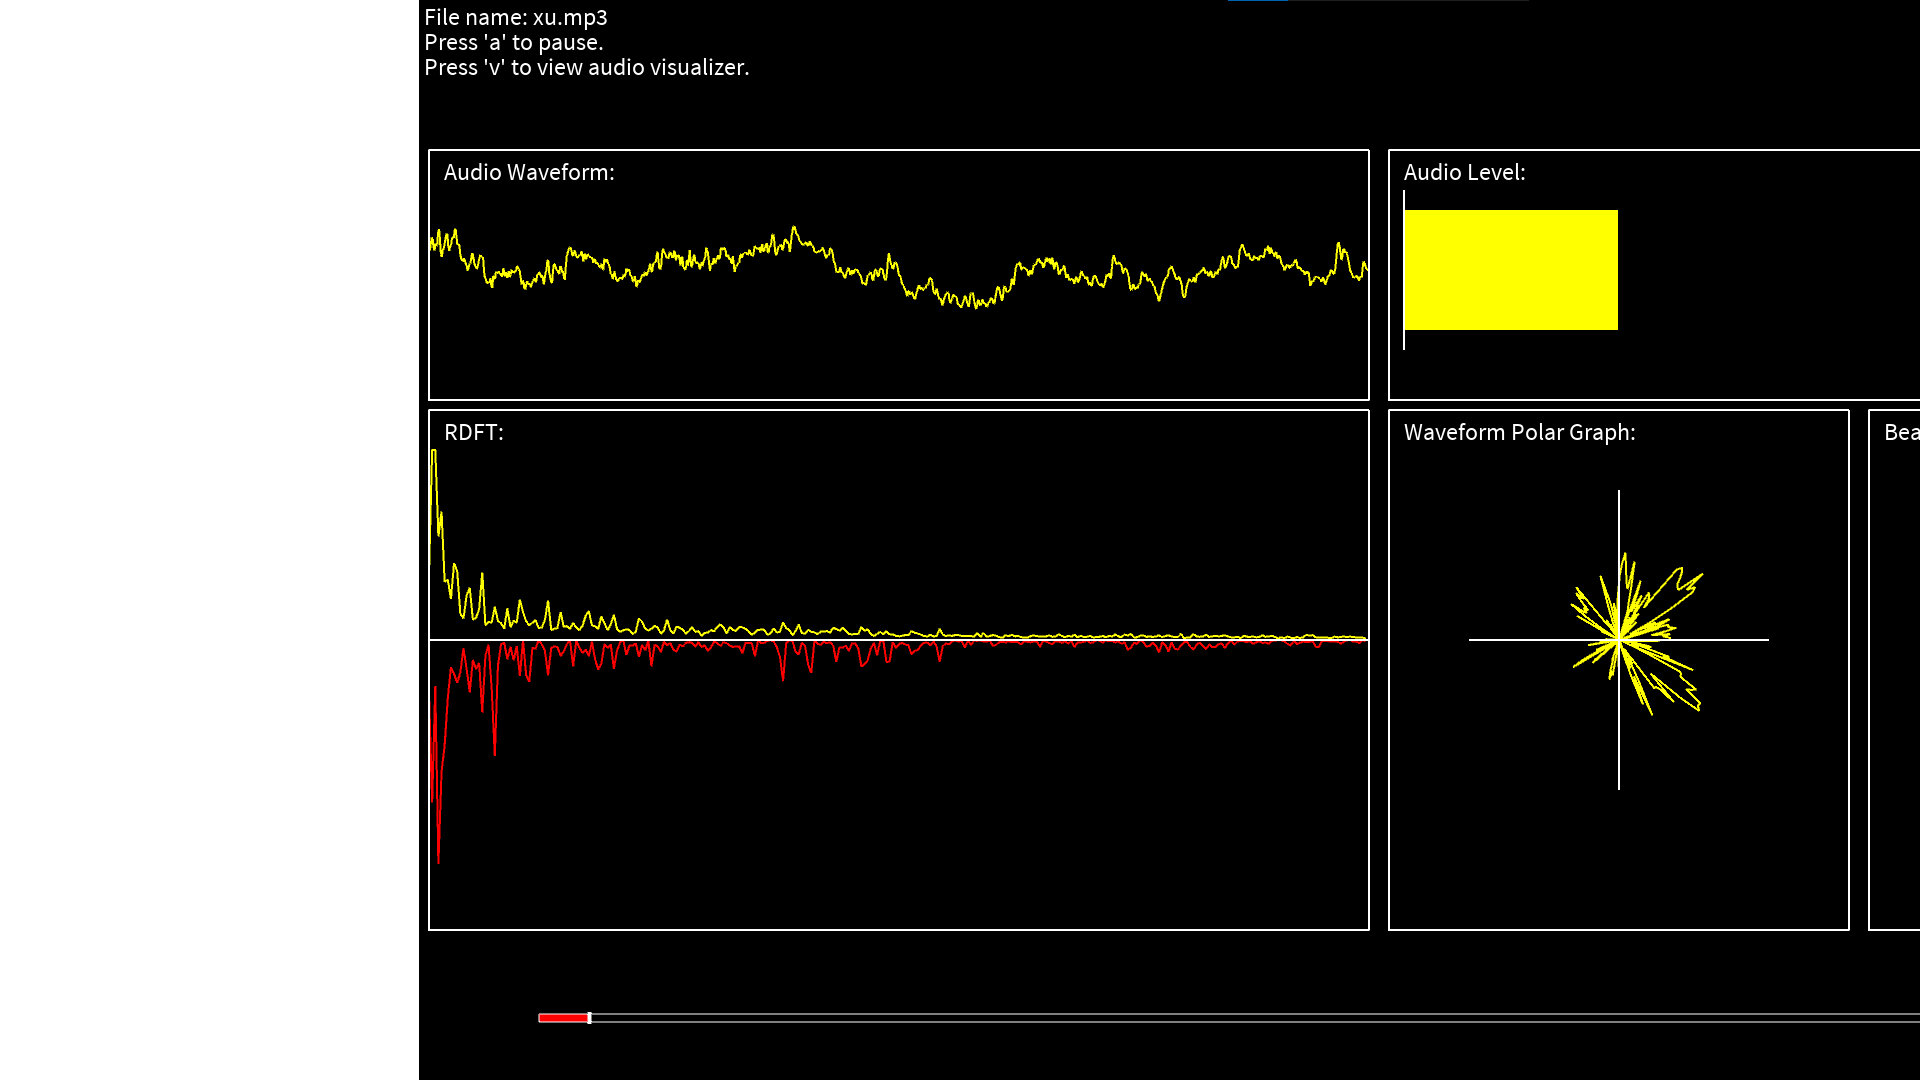 File name: xu.mp3
Press 'a' to pause.
Press 'v' to view audio visualizer.
Audio Waveform:
Audio Level:
RDFT:
Waveform Polar Graph:
Bea